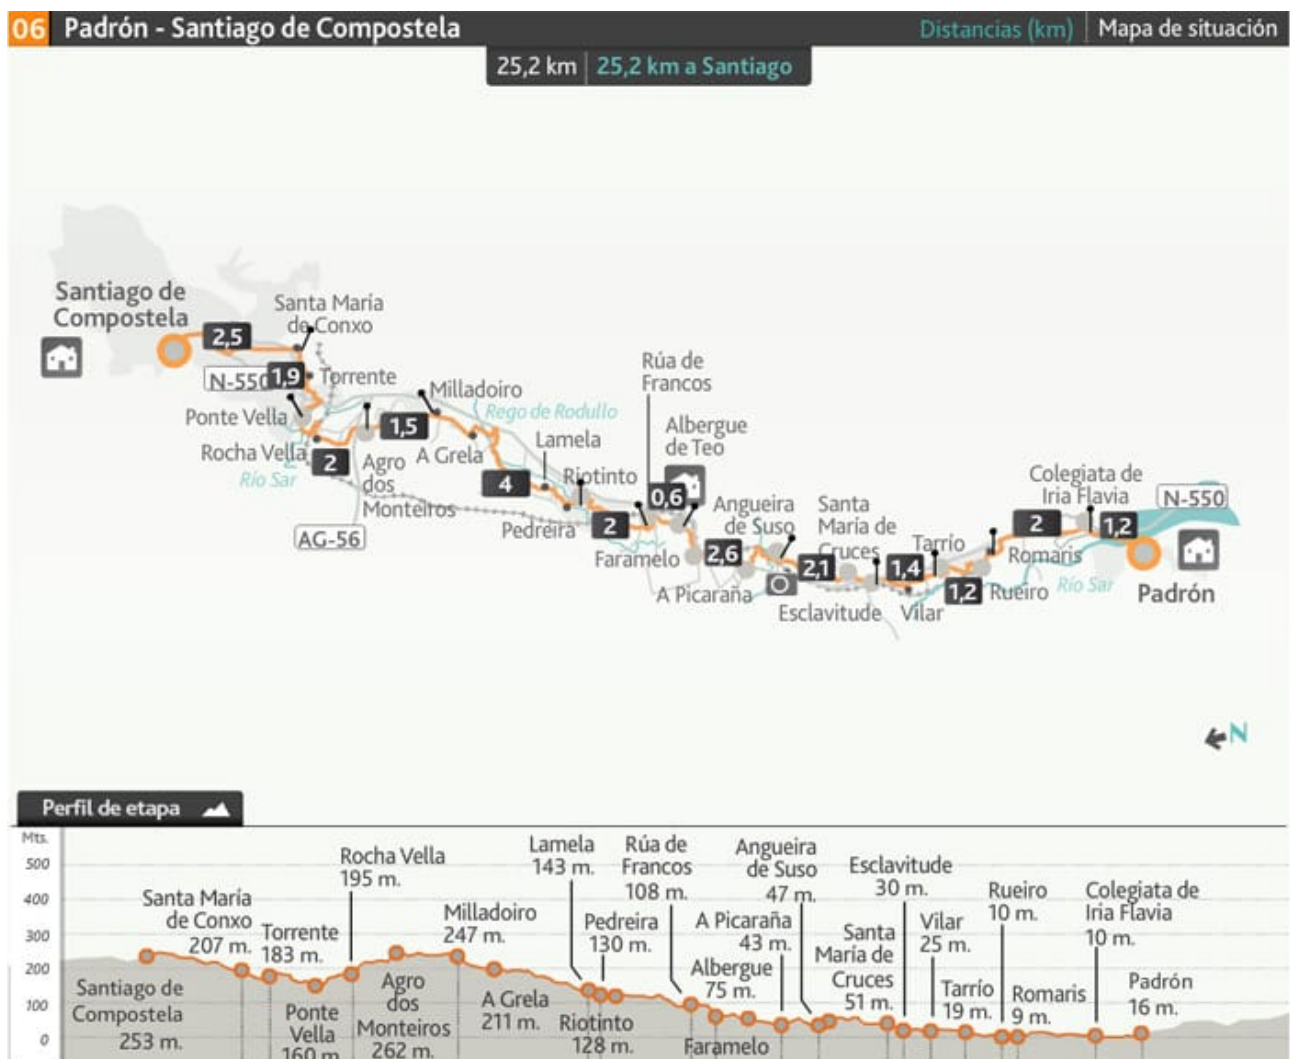 06 Padrón - Santiago de Compostela
Distancias (km) Mapa de situación
25,2 km 25,2 km a Santiago
Santiago de
Compostela
2,5
Santa María
de Conxo
N-550
1,9
Torrente
Ponte Vella
Rocha Vella
Río Sar
2
Agro
dos
Monteiros
AG-56
1,5
Milladoiro
A Grela
Rego de Rodullo
4
Lamela
Riotinto
Pedreira
2
Rúa de
Francos
0,6
Albergue
de Teo
Faramelo
2,6
A Picaraña
Angueira
de Suso
2,1
Santa
María de
Cruces
Esclavitude
1,4
Vilar
Tarrío
1,2
Rueiro
Romaris
2
Río Sar
Colegiata de
Iria Flavia
1,2
N-550
Padrón
N
Perfil de etapa
Mts.
500
400
300
200
100
0
Santiago de
Compostela
253 m.
Santa María
de Conxo
207 m.
Torrente
183 m.
Ponte
Vella
160 m.
Rocha Vella
195 m.
Agro
dos
Monteiros
262 m.
Milladoiro
247 m.
A Grela
211 m.
Lamela
143 m.
Pedreira
130 m.
Riotinto
128 m.
Rúa de
Francos
108 m.
Albergue
75 m.
Faramelo
A Picaraña
43 m.
Angueira
de Suso
47 m.
Santa
María de
Cruces
51 m.
Esclavitude
30 m.
Vilar
25 m.
Tarrío
19 m.
Rueiro
10 m.
Romaris
9 m.
Colegiata de
Iria Flavia
10 m.
Padrón
16 m.